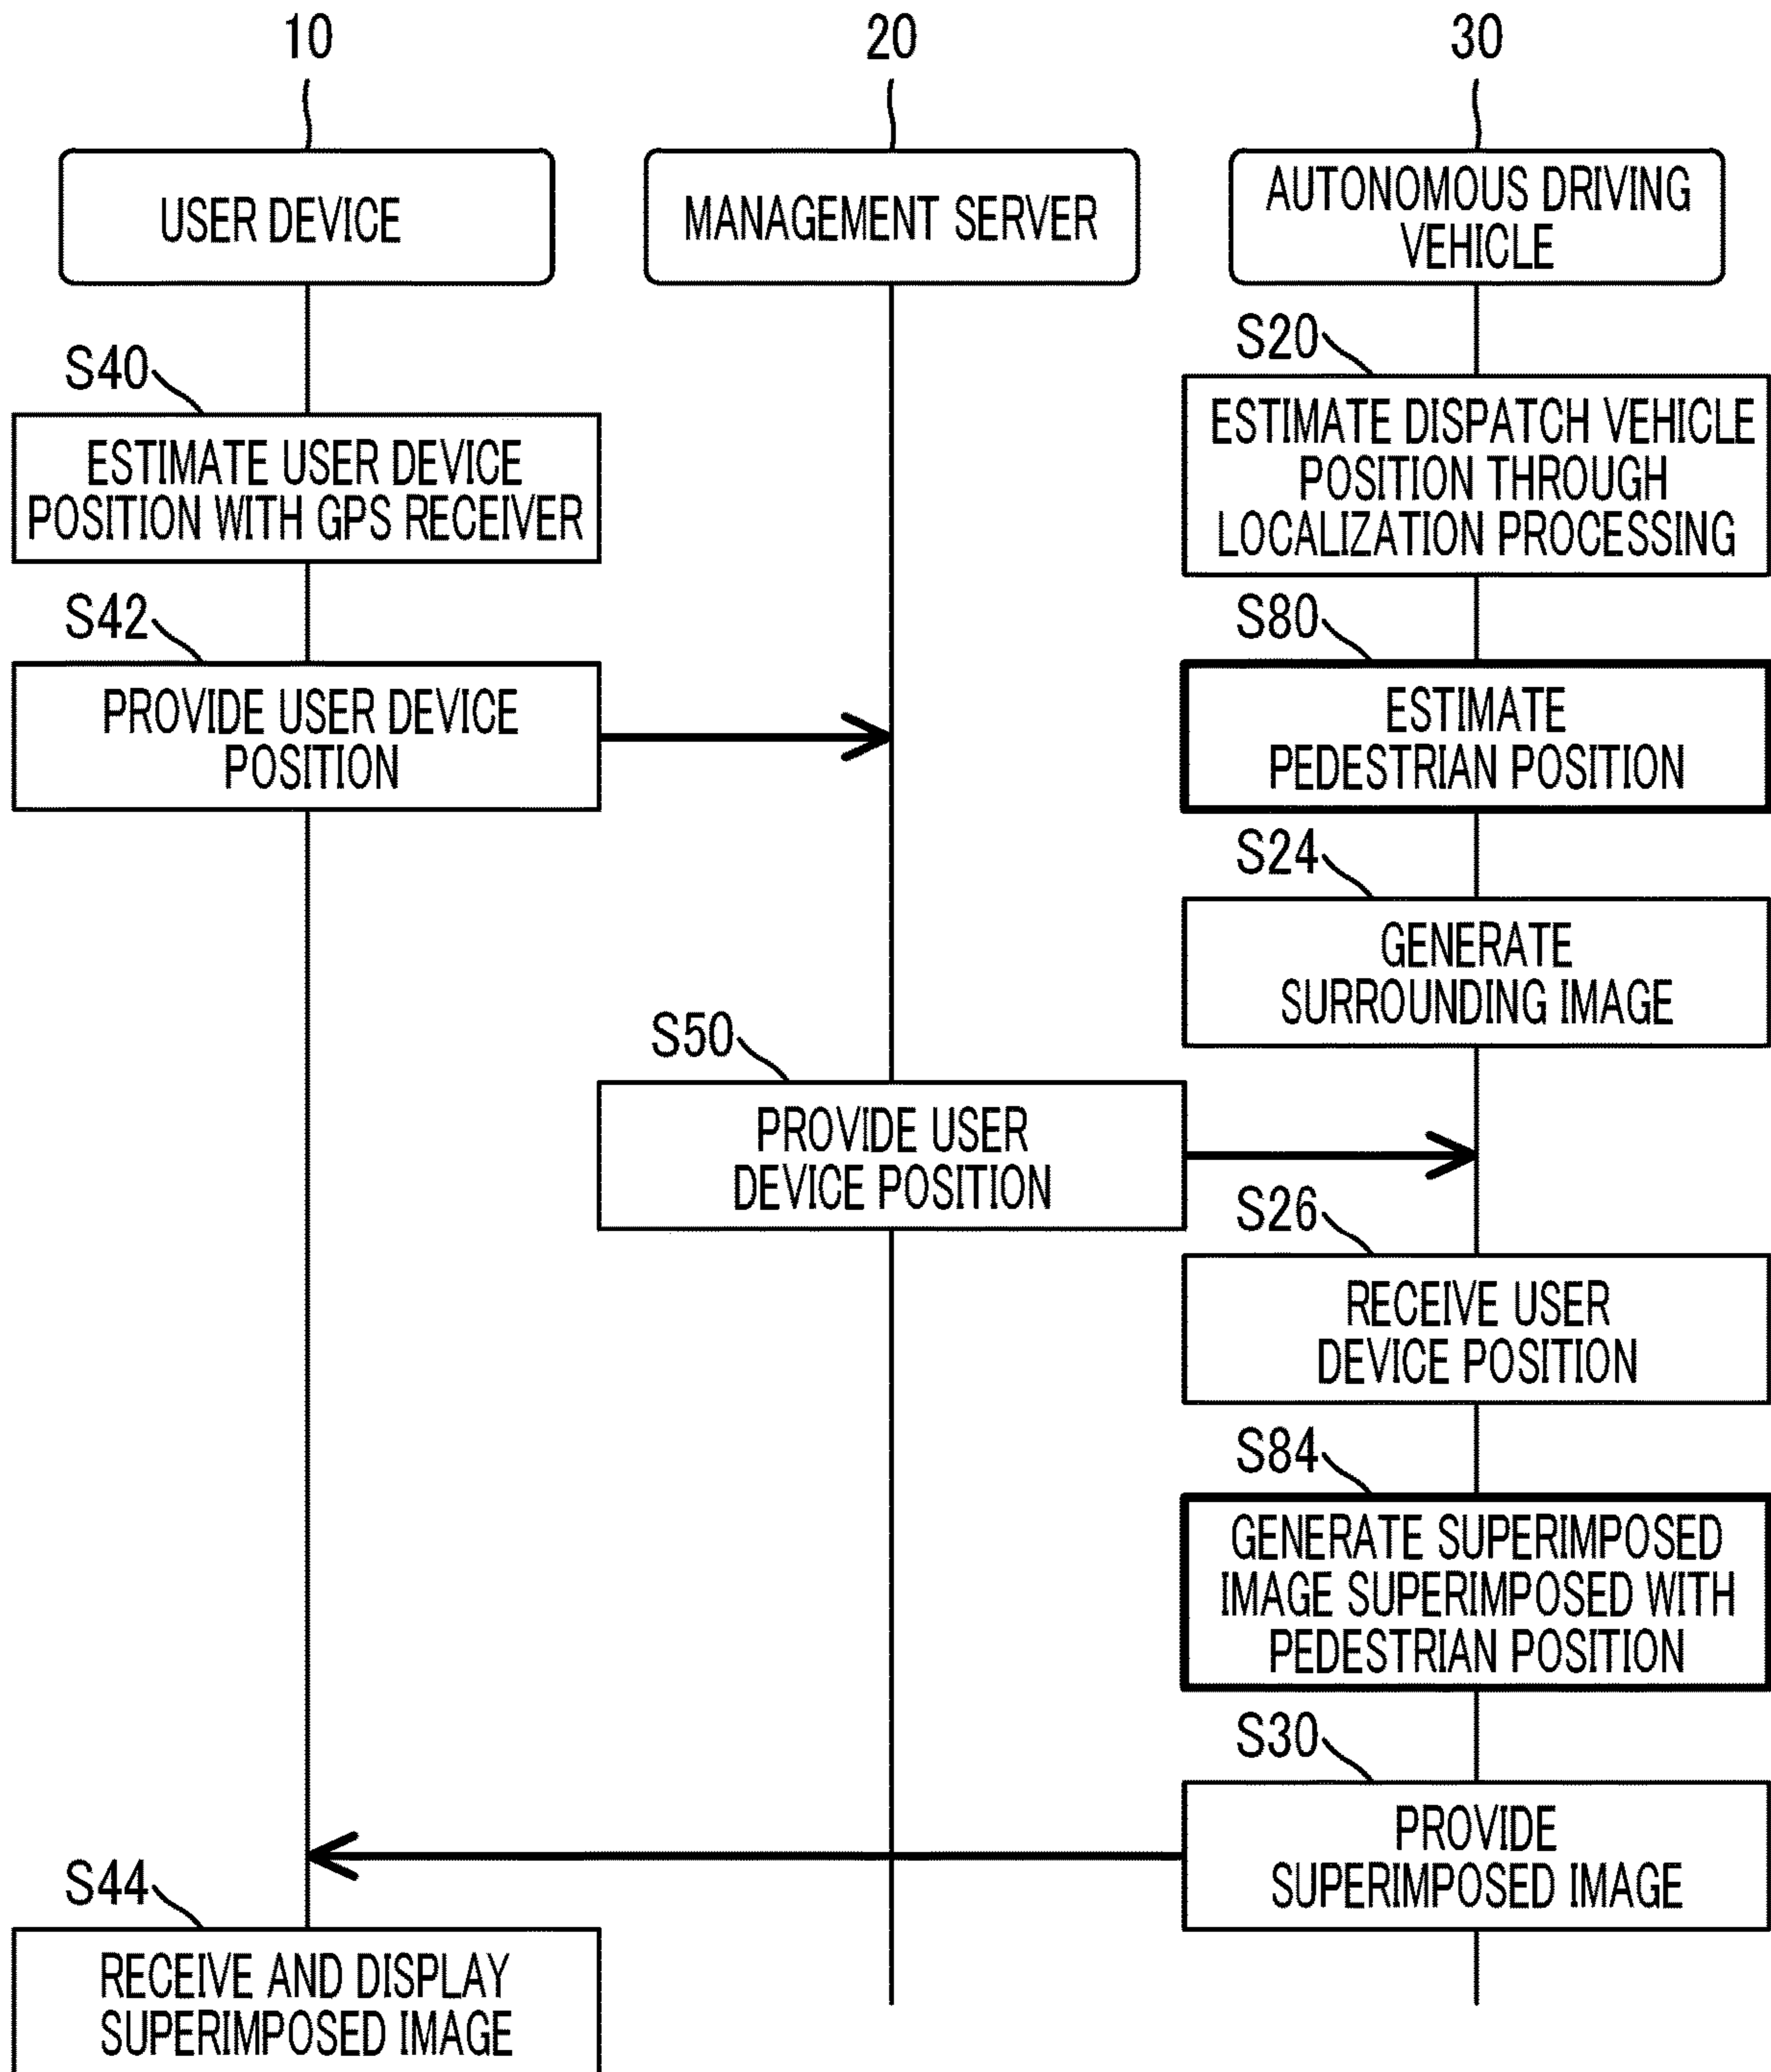 10
20
30
USER DEVICE
MANAGEMENT SERVER
AUTONOMOUS DRIVING
VEHICLE
S20
S40
ESTIMATE DISPATCH VEHICLE
POSITION THROUGH
LOCALIZATION PROCESSING
ESTIMATE USER DEVICE
POSITION WITH GPS RECEIVER
S42
S80
PROVIDE USER DEVICE
POSITION
ESTIMATE
PEDESTRIAN POSITION
S24
GENERATE
SURROUNDING IMAGE
S50
PROVIDE USER
DEVICE POSITION
S26
RECEIVE USER
DEVICE POSITION
S84
GENERATE SUPERIMPOSED
IMAGE SUPERIMPOSED WITH
PEDESTRIAN POSITION
S30
PROVIDE
SUPERIMPOSED IMAGE
S44
RECEIVE AND DISPLAY
SUPERIMPOSED IMAGE